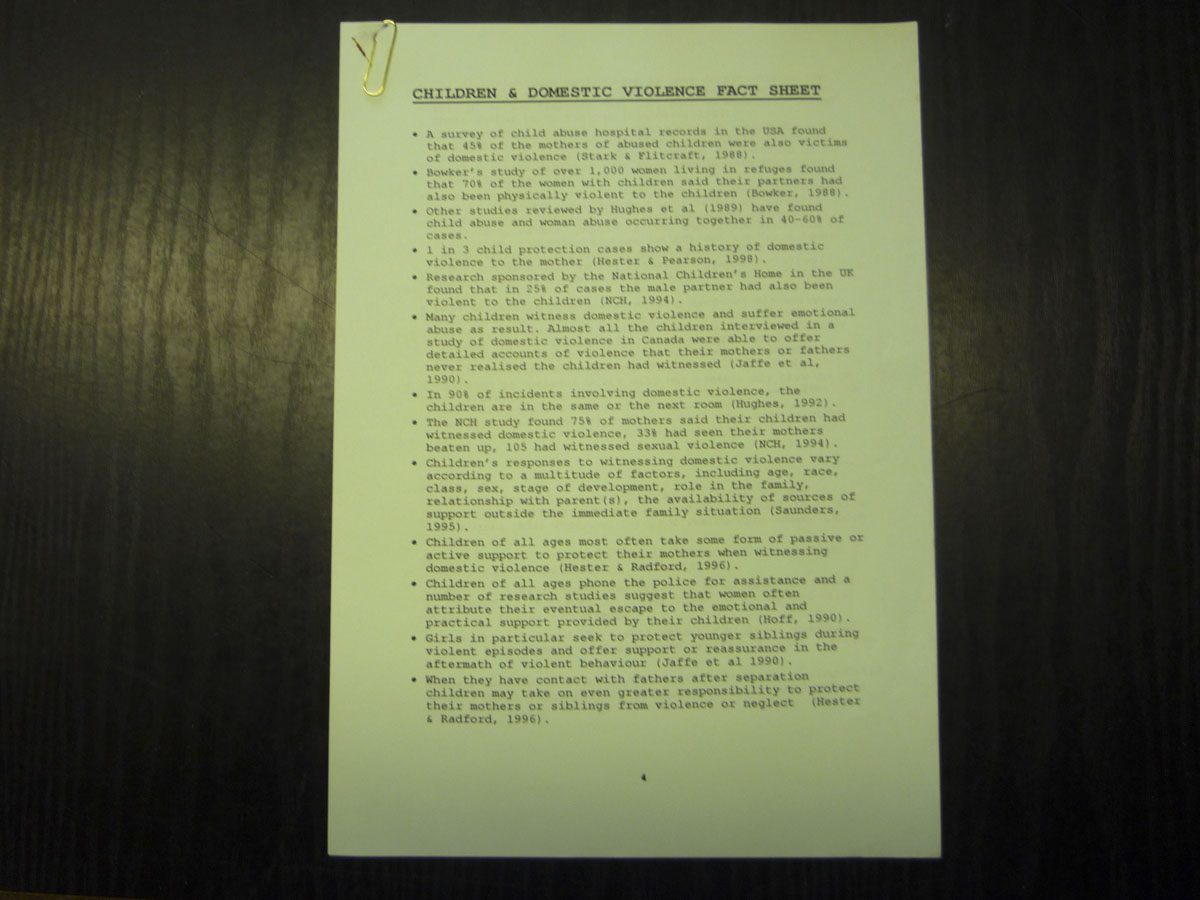 CHILDREN & DOMESTIC VIOLENCE FACT SHEET
• A survey of child abuse hospital records in the USA found
that 45% of the mothers of abused children were also victims
of domestic violence (Stark & Flitcraft, 1988).
• Bowker's study of over 1,000 women living in refuges found
that 70% of the women with children said their partners had
also been physically violent to the children (Bowker, 1988).
• Other studies reviewed by Hughes et al (1989) have found
child abuse and woman abuse occurring together in 40-60% of
cases.
• 1 in 3 child protection cases show a history of domestic
violence to the mother (Hester & Pearson, 1998).
• Research sponsored by the National Children's Home in the UK
found that in 25% of cases the male partner had also been
violent to the children (NCH, 1994).
• Many children witness domestic violence and suffer emotional
abuse as result. Almost all the children interviewed in a
study of domestic violence in Canada were able to offer
detailed accounts of violence that their mothers or fathers
never realised the children had witnessed (Jaffe et al,
1990).
• In 90% of incidents involving domestic violence, the
children are in the same or the next room (Hughes, 1992).
• The NCH study found 75% of mothers said their children had
witnessed domestic violence, 33% had seen their mothers
beaten up, 105 had witnessed sexual violence (NCH, 1994).
• Children's responses to witnessing domestic violence vary
according to a multitude of factors, including age, race,
class, sex, stage of development, role in the family,
relationship with parent(s), the availability of sources of
support outside the immediate family situation (Saunders,
1995).
• Children of all ages most often take some form of passive or
active support to protect their mothers when witnessing
domestic violence (Hester & Radford, 1996).
• Children of all ages phone the police for assistance and a
number of research studies suggest that women often
attribute their eventual escape to the emotional and
practical support provided by their children (Hoff, 1990).
• Girls in particular seek to protect younger siblings during
violent episodes and offer support or reassurance in the
aftermath of violent behaviour (Jaffe et al 1990).
• When they have contact with fathers after separation
children may take on even greater responsibility to protect
their mothers or siblings from violence or neglect (Hester
& Radford, 1996).
4